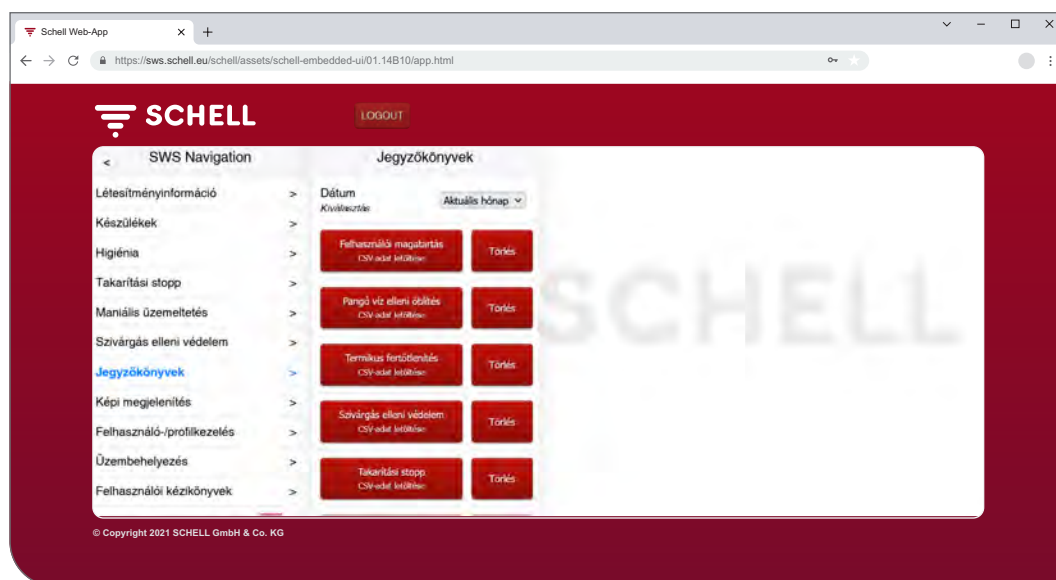 Schell Web-App
https://sws.schell.eu/schell/assets/schell-embedded-ui/01.14B10/app.html
SCHELL
LOGOUT
SWS Navigation
Létesítményinformáció
Készülékek
Higiénia
Takarítási stopp
Maniális üzemeltetés
Szivárgás elleni védelem
Jegyzőkönyvek
Képi megjelenítés
Felhasználó-/profilkezelés
Üzembehelyezés
Felhasználói kézikönyvek
Jegyzőkönyvek
Dátum
Kiválasztás
Aktuális hónap
Felhasználói magatartás
CSV-adat letöltése
Törlés
Pangó víz elleni öblítés
CSV-adat letöltése
Törlés
Termikus fertőtlenítés
CSV-adat letöltése
Törlés
Szivárgás elleni védelem
CSV-adat letöltése
Törlés
Takarítási stopp
CSV-adat letöltése
Törlés
SCHELL
© Copyright 2021 SCHELL GmbH & Co. KG